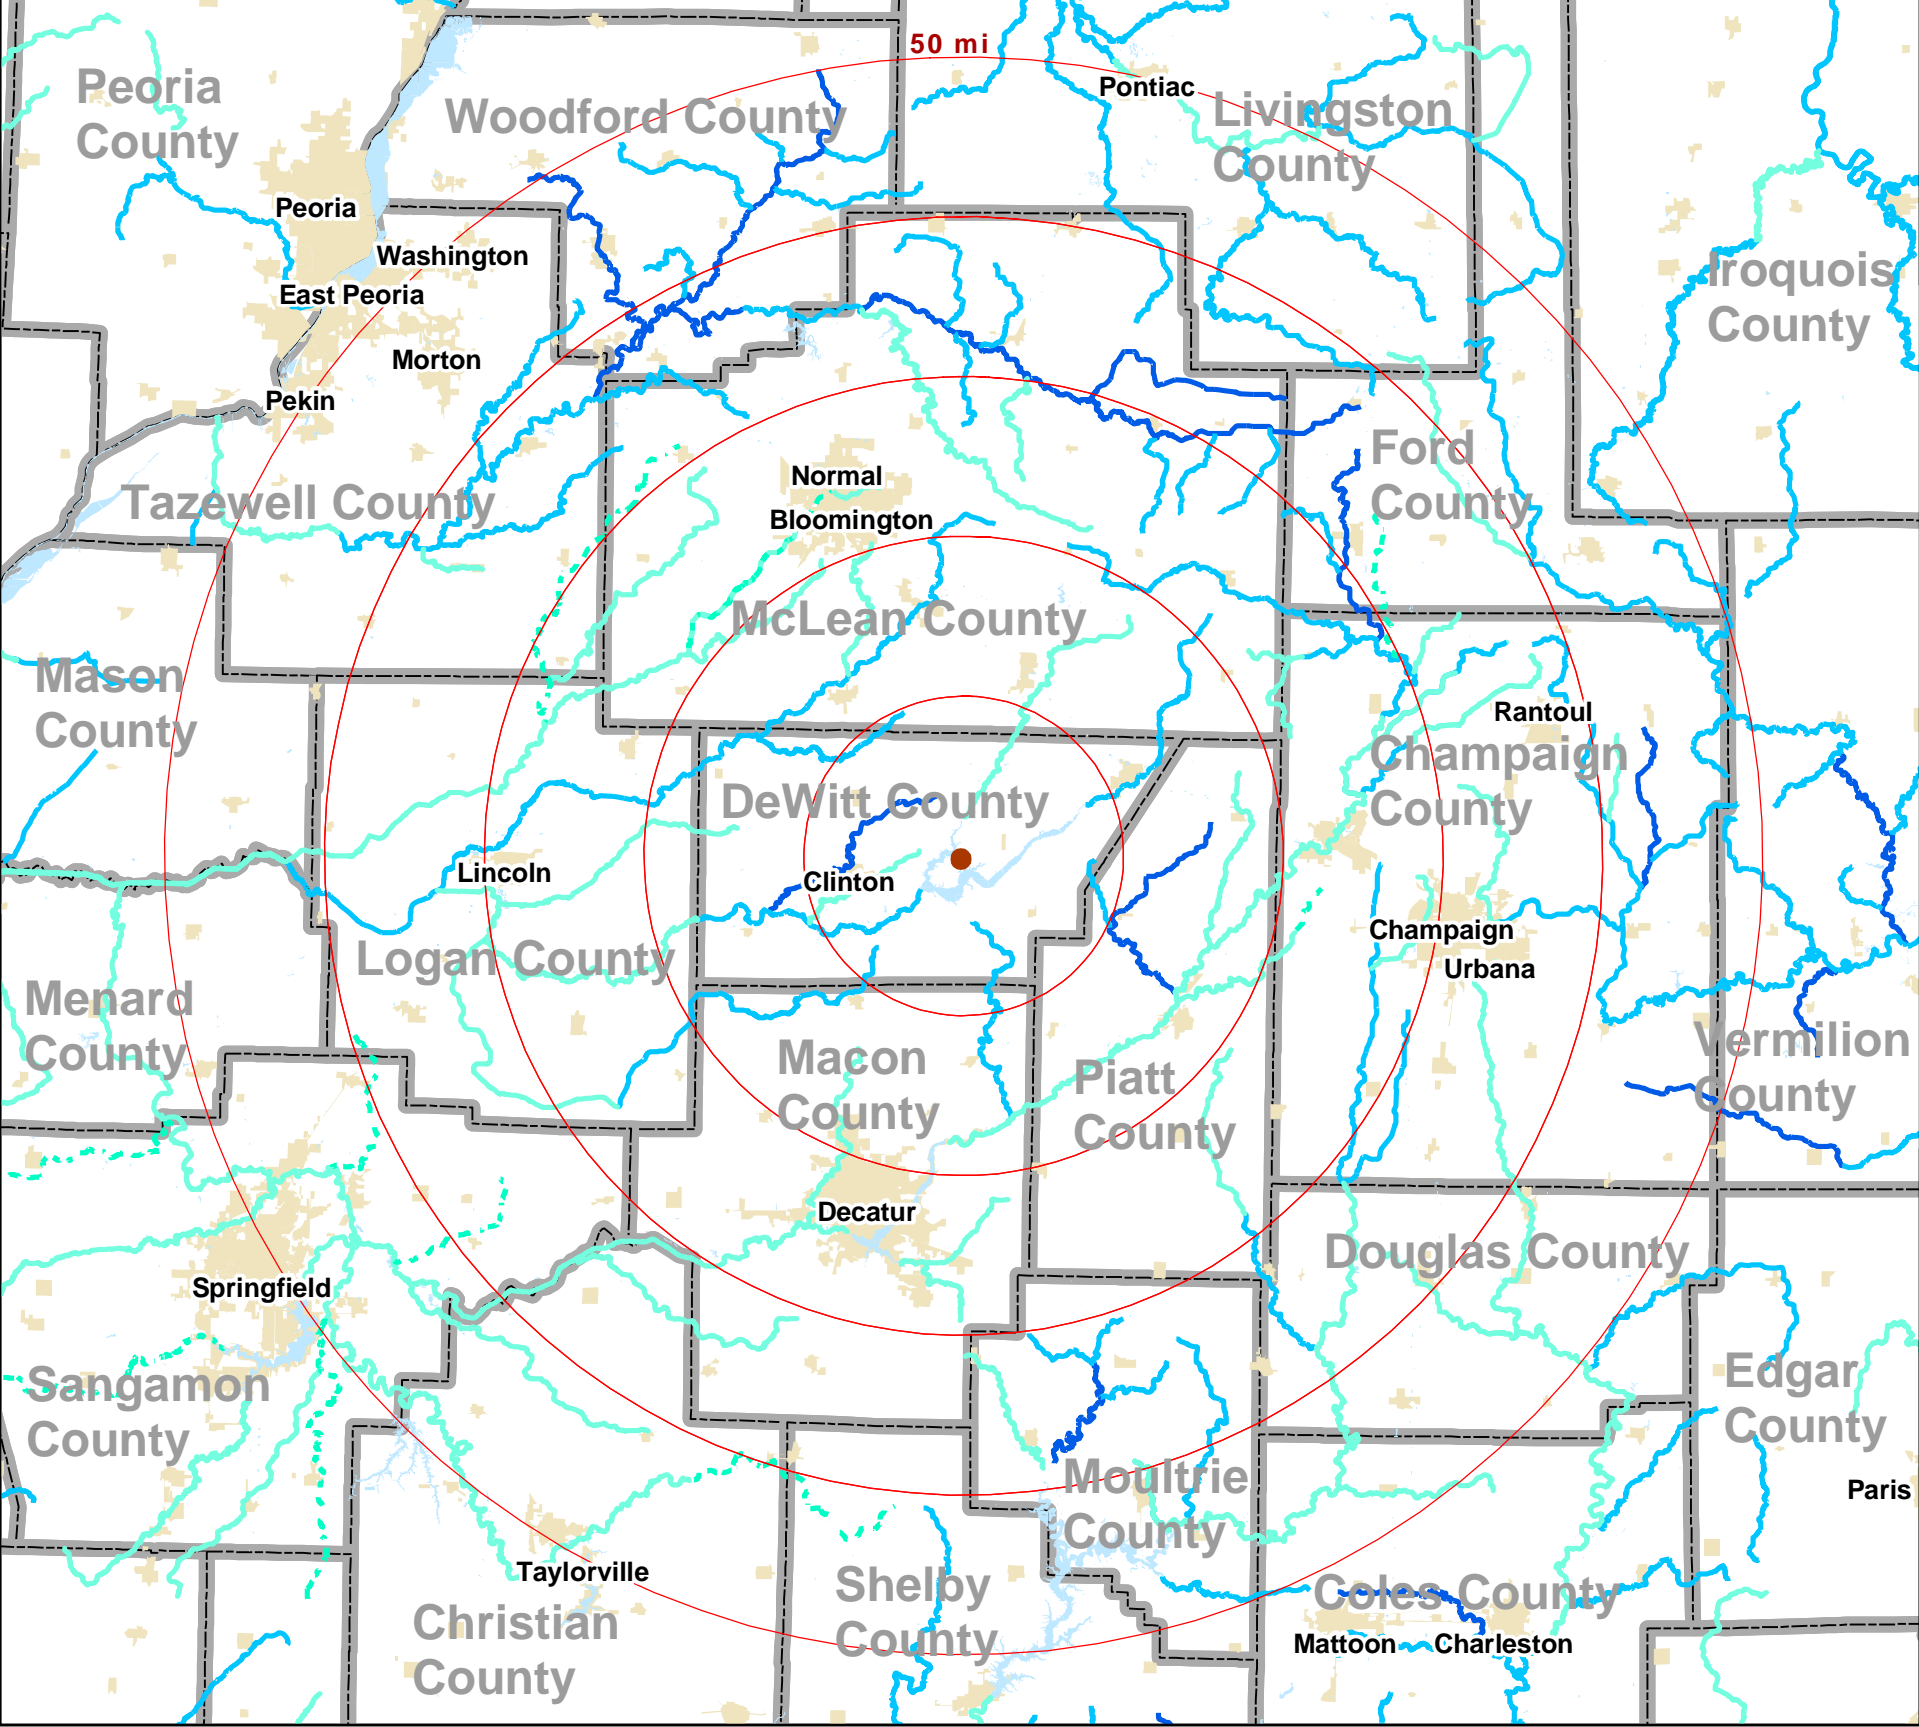 50 mi
Pontiac
Peoria
County
Woodford County
Livingston
County
Peoria
Washington
East Peoria
Iroquois
County
Morton
Pekin
Ford
County
Normal
Tazewell County
Bloomington
McLean County
Mason
County
Rantoul
Champaign
County
DeWitt County
Lincoln
Clinton
Champaign
Urbana
Logan County
Menard
County
Vermilion
County
Macon
County
Piatt
County
Decatur
Douglas County
Springfield
Sangamon
County
Edgar
County
Moultrie
County
Paris
Taylorville
Shelby
County
Coles County
Christian
County
Mattoon
Charleston